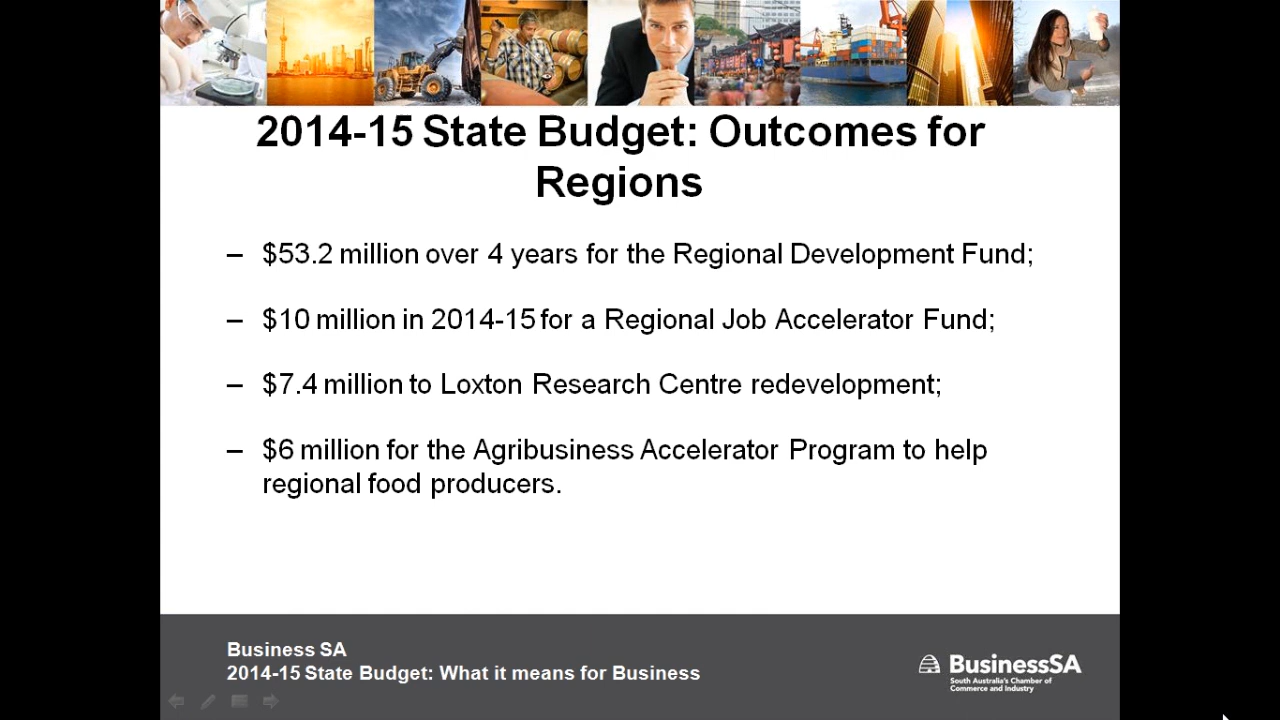 2014-15 State Budget: Outcomes for
Regions
– $53.2 million over 4 years for the Regional Development Fund;
– $10 million in 2014-15 for a Regional Job Accelerator Fund;
– $7.4 million to Loxton Research Centre redevelopment;
– $6 million for the Agribusiness Accelerator Program to help
regional food producers.
Business SA
2014-15 State Budget: What it means for Business
BusinessSA
South Australia's Chamber of
Commerce and Industry